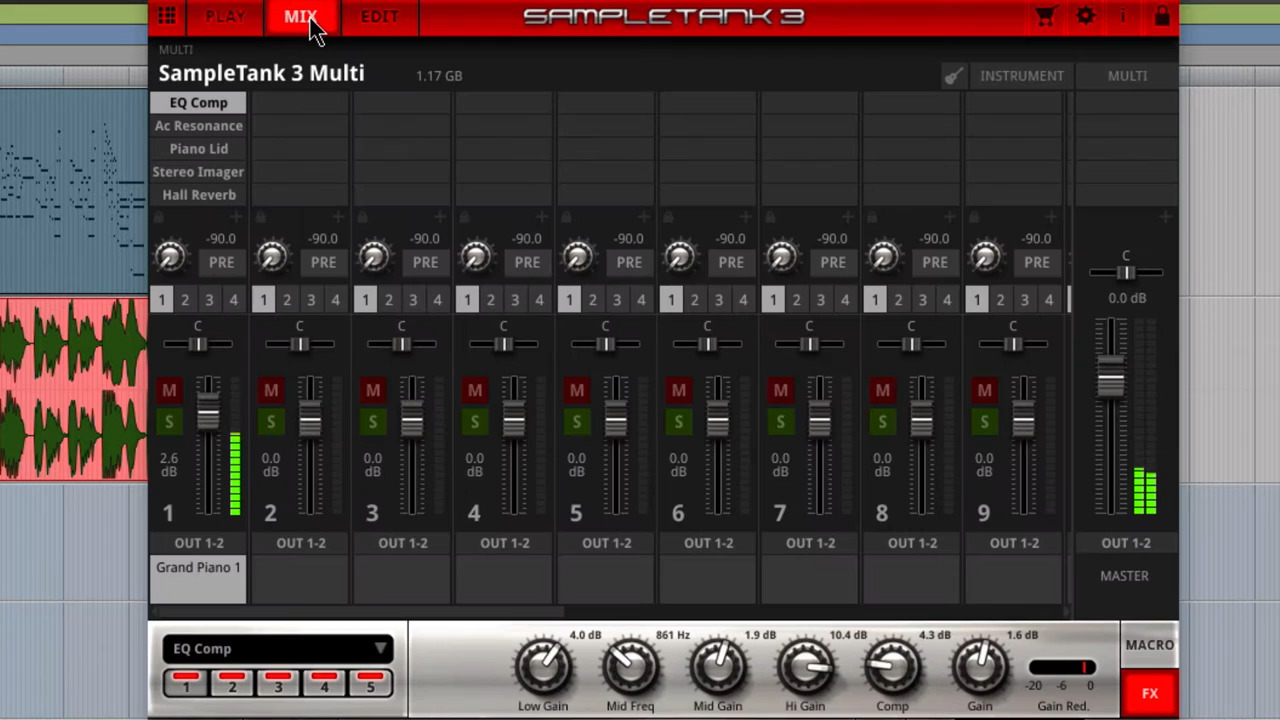 PLAY MIX EDIT SAMPLETANK 3 i
MULTI
SampleTank 3 Multi 1.17 GB INSTRUMENT MULTI
EQ Comp
Ac Resonance
Piano Lid
Stereo Imager
Hall Reverb
-90.0 -90.0 -90.0 -90.0 -90.0 -90.0 -90.0 -90.0 -90.0
PRE PRE PRE PRE PRE PRE PRE PRE PRE C
1 2 3 4 1 2 3 4 1 2 3 4 1 2 3 4 1 2 3 4 1 2 3 4 1 2 3 4 1 2 3 4 1 2 3 4 0.0 dB
C C C C C C C C C
M M M M M M M M M
S S S S S S S S S
2.6 0.0 0.0 0.0 0.0 0.0 0.0 0.0 0.0
dB dB dB dB dB dB dB dB dB
1 2 3 4 5 6 7 8 9
OUT 1-2 OUT 1-2 OUT 1-2 OUT 1-2 OUT 1-2 OUT 1-2 OUT 1-2 OUT 1-2 OUT 1-2 OUT 1-2
Grand Piano 1 MASTER
EQ Comp 4.0 dB 861 Hz 1.9 dB 10.4 dB 4.3 dB 1.6 dB MACRO
1 2 3 4 5 -20 -6 0 FX
Low Gain Mid Freq Mid Gain Hi Gain Comp Gain Gain Red.